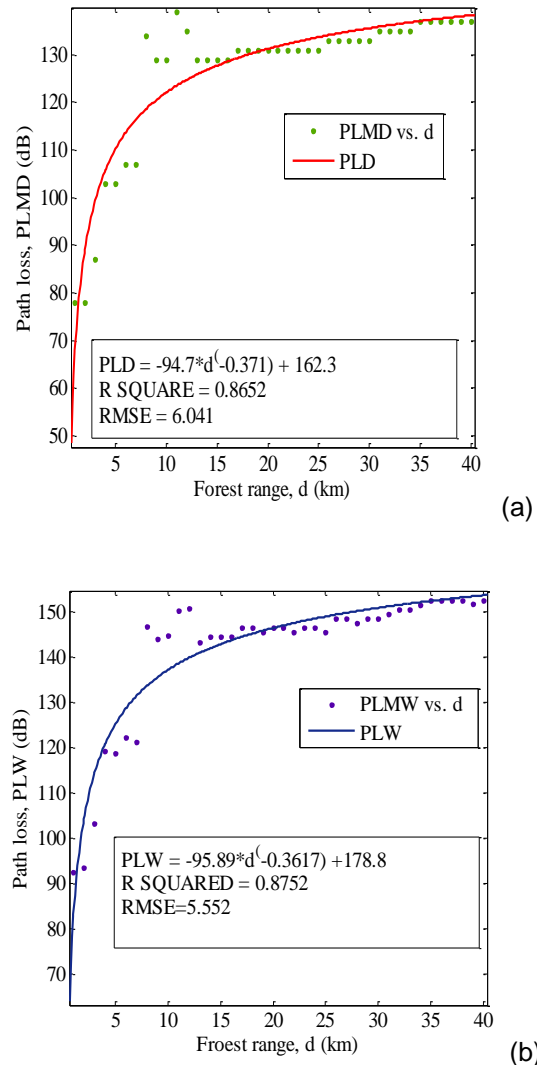 130
120
110
100
90
80
70
60
50
Path loss, PLMD (dB)
PLMD vs. d
PLD
PLD = -94.7*d^(-0.371) + 162.3
R SQUARE = 0.8652
RMSE = 6.041
5 10 15 20 25 30 35 40
Forest range, d (km)
(a)
150
140
130
120
110
100
90
80
70
Path loss, PLW (dB)
PLMW vs. d
PLW
PLW = -95.89*d^(-0.3617) +178.8
R SQUARED = 0.8752
RMSE=5.552
5 10 15 20 25 30 35 40
Froest range, d (km)
(b)